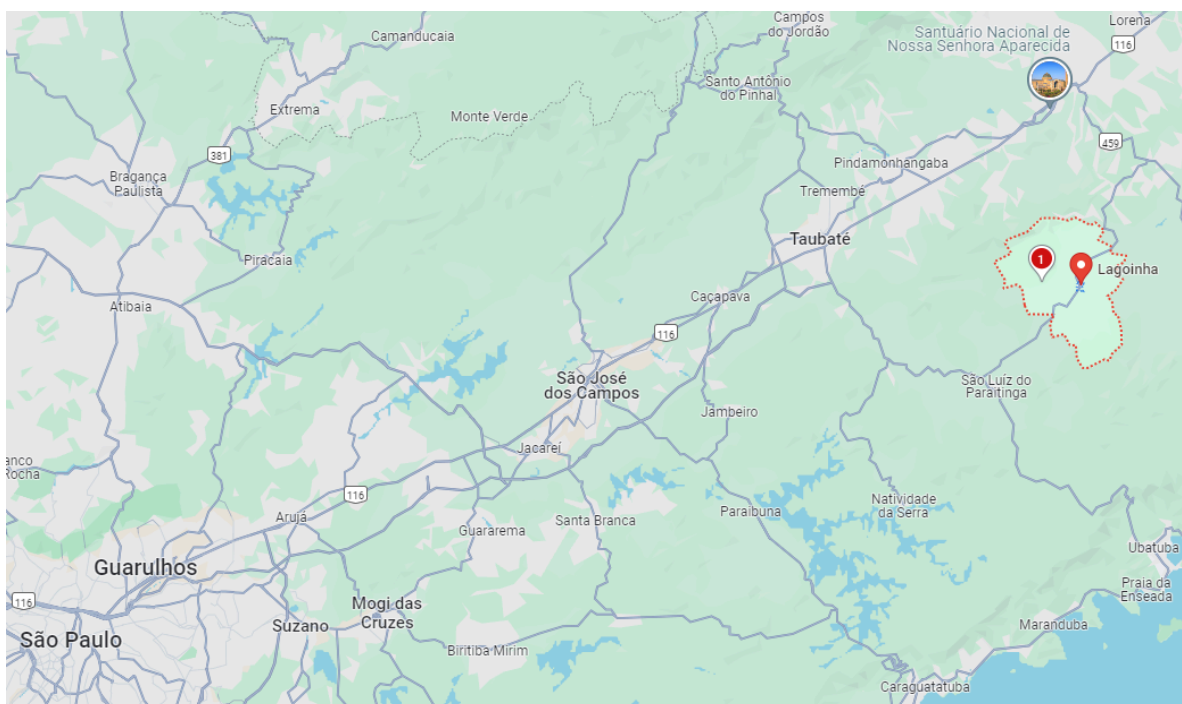 Campos
do Jordão
Lorena
Camanducaia
Santuário Nacional de
Nossa Senhora Aparecida
116
Santo Antônio
do Pinhal
Extrema
Monte Verde
459
381
Pindamonhangaba
Bragança
Paulista
Tremembé
Taubaté
Piracaia
1
Lagoinha
Caçapava
Atibaia
116
São José
dos Campos
São Luíz do
Paraitinga
Jambeiro
Jacareí
anco
Rocha
116
Natividade
da Serra
Arujá
Santa Branca
Paraibuna
Guararema
Ubatuba
Guarulhos
Praia da
Enseada
116
Mogi das
Cruzes
Suzano
Maranduba
São Paulo
Biritiba Mirim
Caraguatatuba